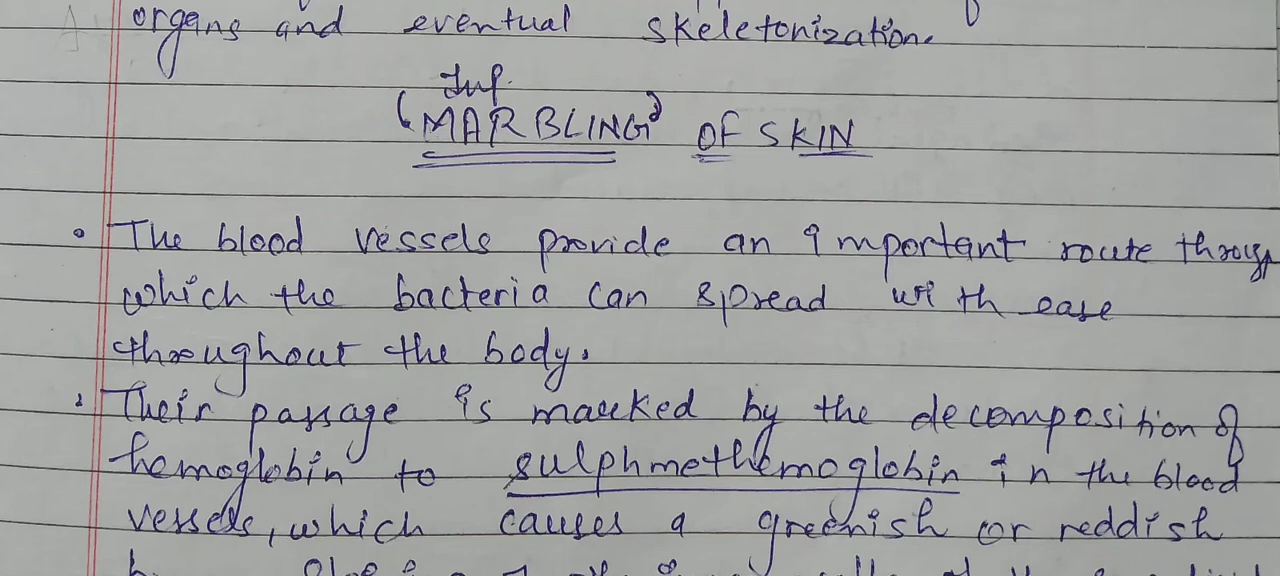 organs and eventual skeletonization.
Imp.
"MARBLING" OF SKIN
The blood vessels provide an important route through
which the bacteria can spread with ease
throughout the body.
Their passage is marked by the decomposition of
hemoglobin to sulphmethemoglobin in the blood
vessels, which causes a greenish or reddish